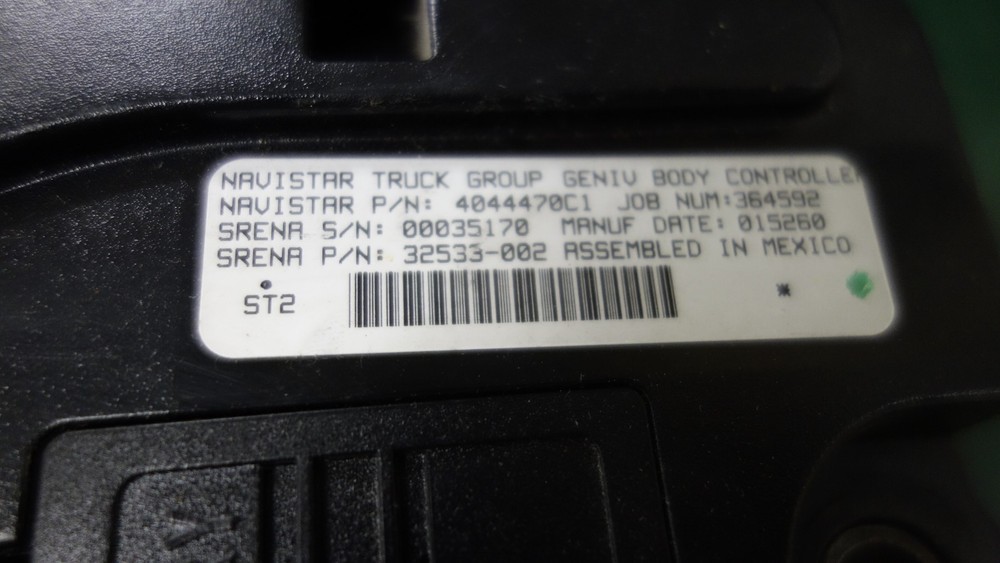 NAVISTAR TRUCK GROUP GENIV BODY CONTROLLER
NAVISTAR P/N: 4044470C1 JOB NUM:364592
SRENA S/N: 00035170 MANUF DATE: 015260
SRENA P/N: 32533-002 ASSEMBLED IN MEXICO
ST2